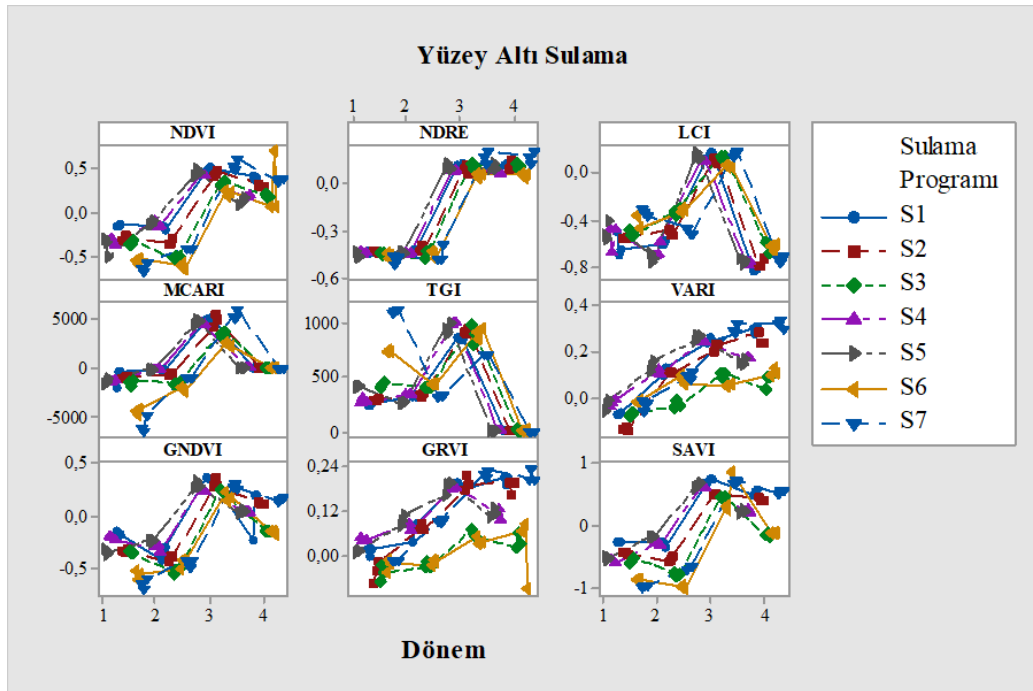 Yüzey Altı Sulama
1 2 3 4
NDVI NDRE LCI
0,5
0,0
-0,5
0,0
-0,3
-0,6
0,0
-0,4
-0,8
MCARI TGI VARI
5000
0
-5000
1000
500
0
0,4
0,2
0,0
GNDVI GRVI SAVI
0,5
0,0
-0,5
0,24
0,12
0,00
1
0
-1
1 2 3 4 1 2 3 4
Dönem
Sulama
Programı
S1
S2
S3
S4
S5
S6
S7